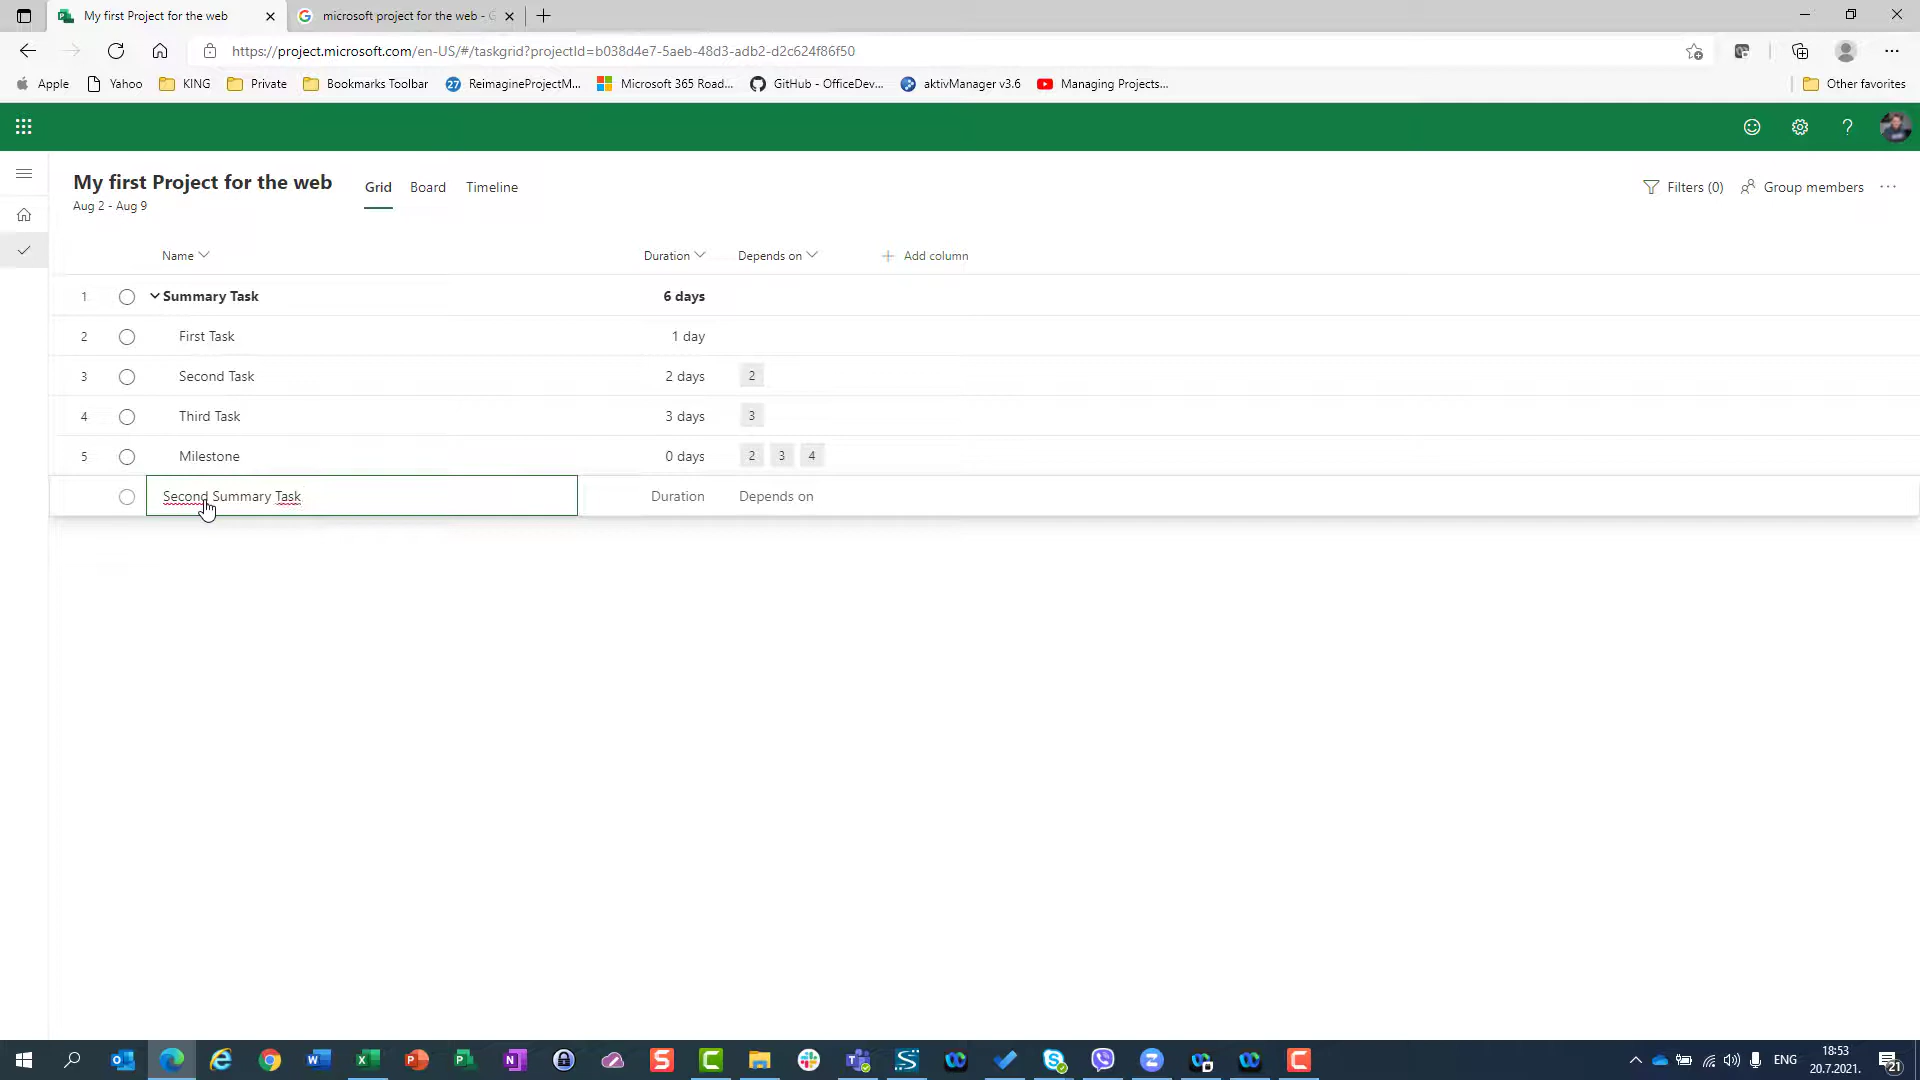 My first Project for the web
microsoft project for the web - G
https://project.microsoft.com/en-US/#/taskgrid?projectId=b038d4e7-5aeb-48d3-adb2-d2c624f86f50
Apple Yahoo KING Private Bookmarks Toolbar 27 ReimagineProjectM... Microsoft 365 Road... GitHub - OfficeDev... aktivManager v3.6 Managing Projects... Other favorites
My first Project for the web
Aug 2 - Aug 9
Grid Board Timeline
Filters (0) Group members
Name Duration Depends on Add column
1 Summary Task 6 days
2 First Task 1 day
3 Second Task 2 days 2
4 Third Task 3 days 3
5 Milestone 0 days 2 3 4
Second Summary Task Duration Depends on
ENG
18:53
20.7.2021.
21